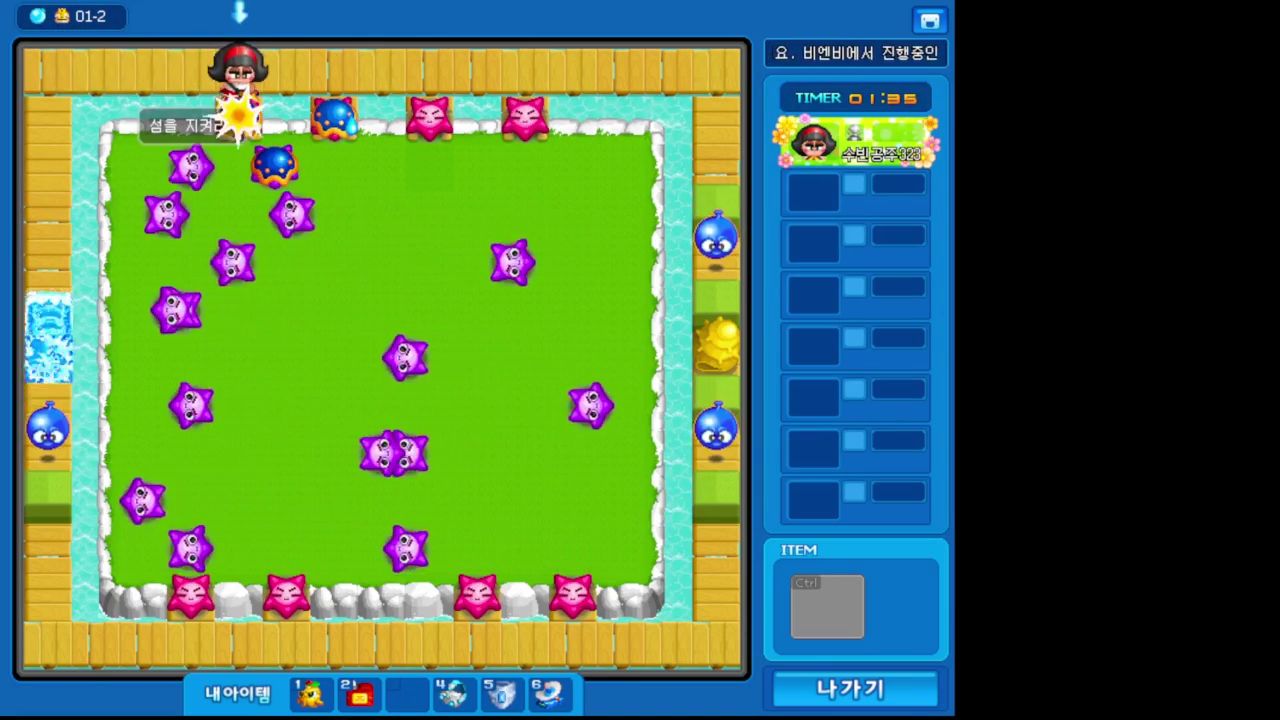 01-2
요. 비엔비에서 진행중인
TIMER 01:35
수빈공주323
섬을 지켜라
ITEM
Ctrl
내아이템
1
2
4
5
6
나가기